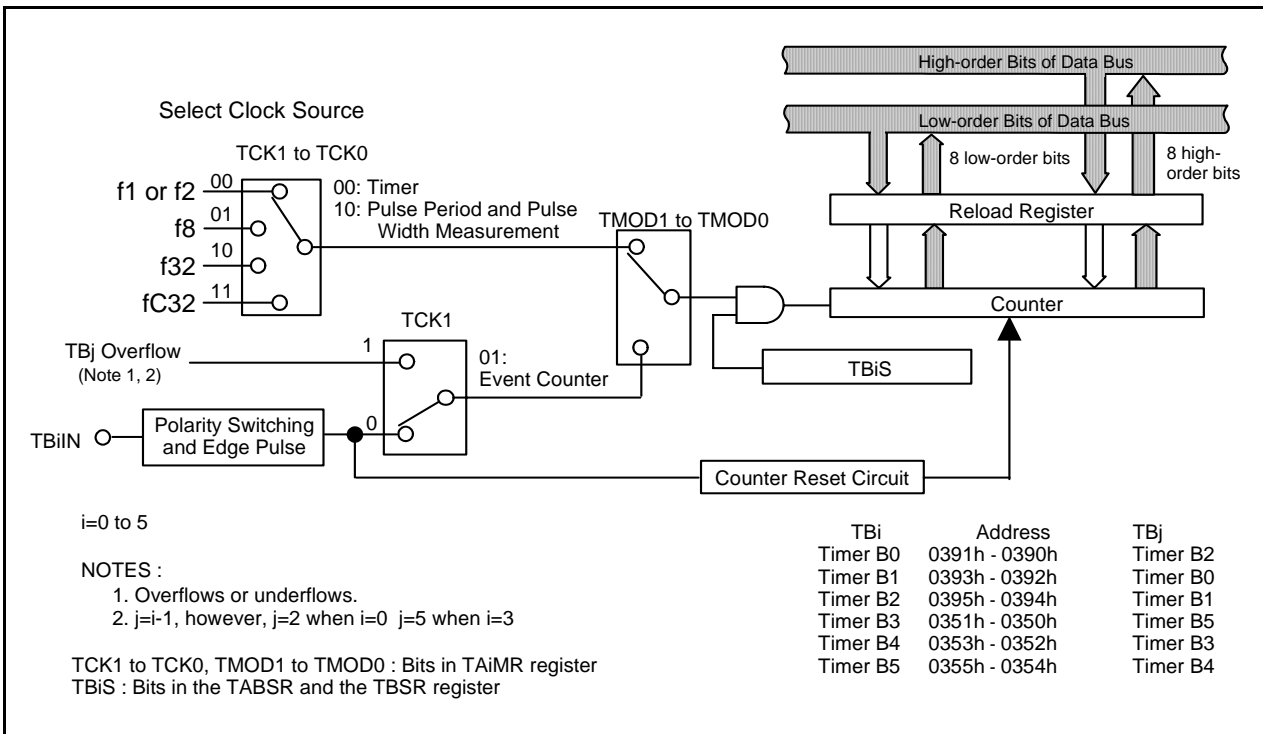 High-order Bits of Data Bus
Select Clock Source
Low-order Bits of Data Bus
TCK1 to TCK0
8 low-order bits
8 high-
order bits
f1 or f2
00
00: Timer
10: Pulse Period and Pulse
Width Measurement
f8
01
TMOD1 to TMOD0
Reload Register
f32
10
fC32
11
Counter
TCK1
TBj Overflow
(Note 1, 2)
1
01:
Event Counter
TBiS
TBiIN
Polarity Switching
and Edge Pulse
0
Counter Reset Circuit
i=0 to 5
NOTES :
1. Overflows or underflows.
2. j=i-1, however, j=2 when i=0 j=5 when i=3
TCK1 to TCK0, TMOD1 to TMOD0 : Bits in TAiMR register
TBiS : Bits in the TABSR and the TBSR register
TBi Address TBj
Timer B0 0391h - 0390h Timer B2
Timer B1 0393h - 0392h Timer B0
Timer B2 0395h - 0394h Timer B1
Timer B3 0351h - 0350h Timer B5
Timer B4 0353h - 0352h Timer B3
Timer B5 0355h - 0354h Timer B4